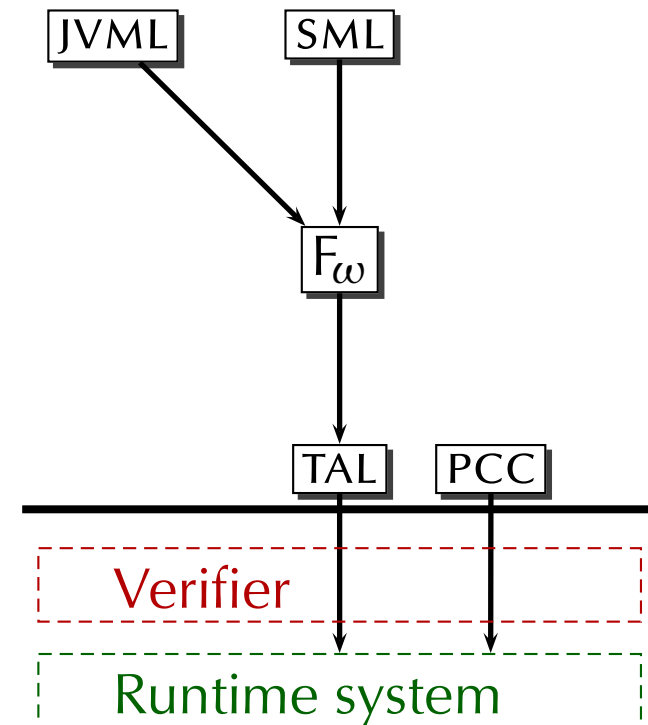 JVML SML
Fω
TAL PCC
Verifier
Runtime system